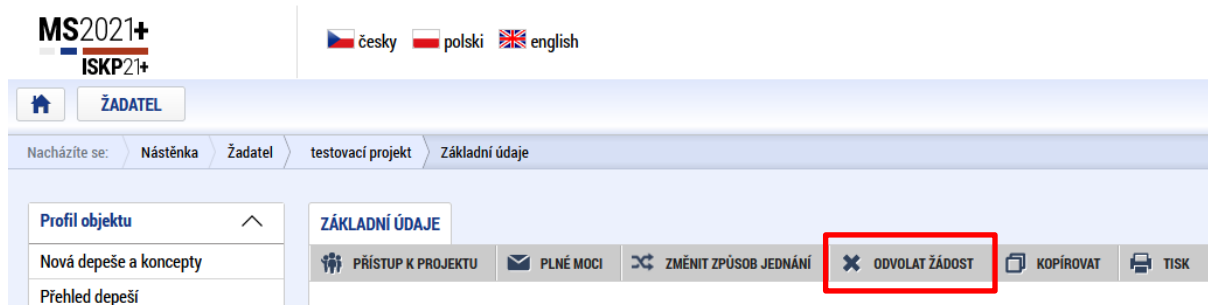 MS2021+
ISKP21+
česky polski english
ŽADATEL
Nacházíte se: Nástěnka Žadatel testovací projekt Základní údaje
Profil objektu
ZÁKLADNÍ ÚDAJE
Nová depeše a koncepty
PŘÍSTUP K PROJEKTU PLNÉ MOCI ZMĚNIT ZPŮSOB JEDNÁNÍ ODVOLAT ŽÁDOST KOPÍROVAT TISK
Přehled depeší